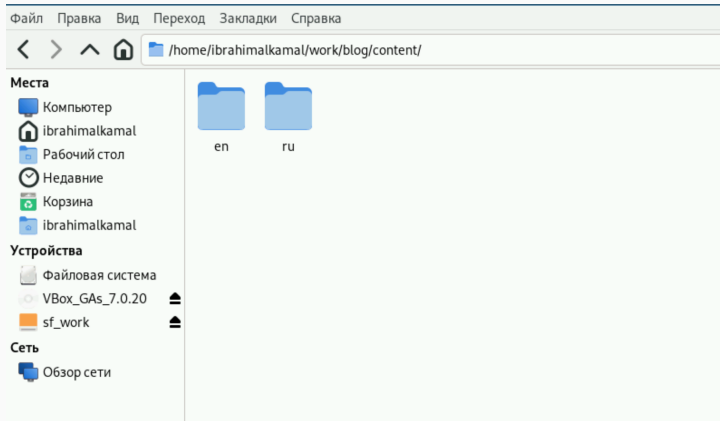 Файл Правка Вид Переход Закладки Справка
/home/ibrahimalkamal/work/blog/content/
Места
Компьютер
ibrahimalkamal
Рабочий стол
Недавние
Корзина
ibrahimalkamal
Устройства
Файловая система
VBox_GAs_7.0.20
sf_work
Сеть
Обзор сети
en ru